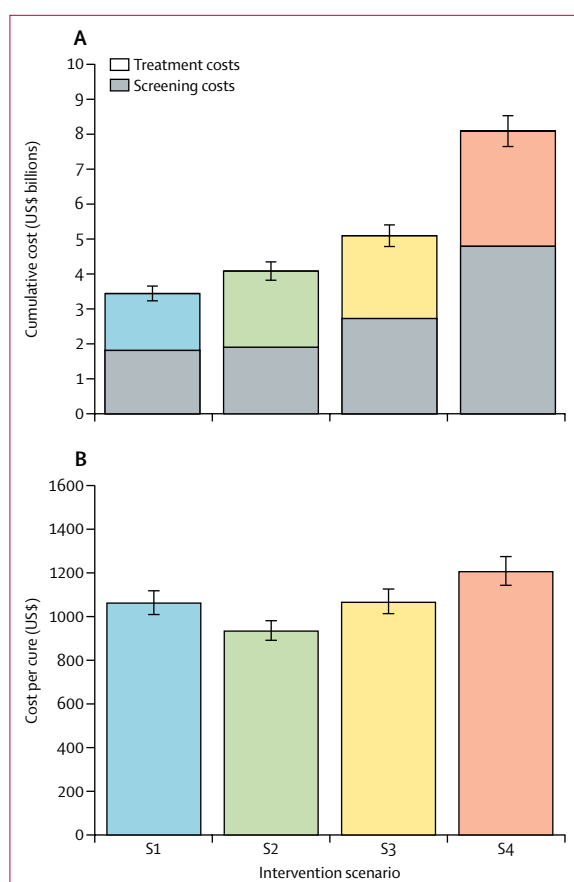 A
10
9
8
7
6
5
4
3
2
1
0
Cumulative cost (US$ billions)
Treatment costs
Screening costs
B
1600
1400
1200
1000
800
600
400
200
0
Cost per cure (US$)
S1
S2
S3
S4
Intervention scenario